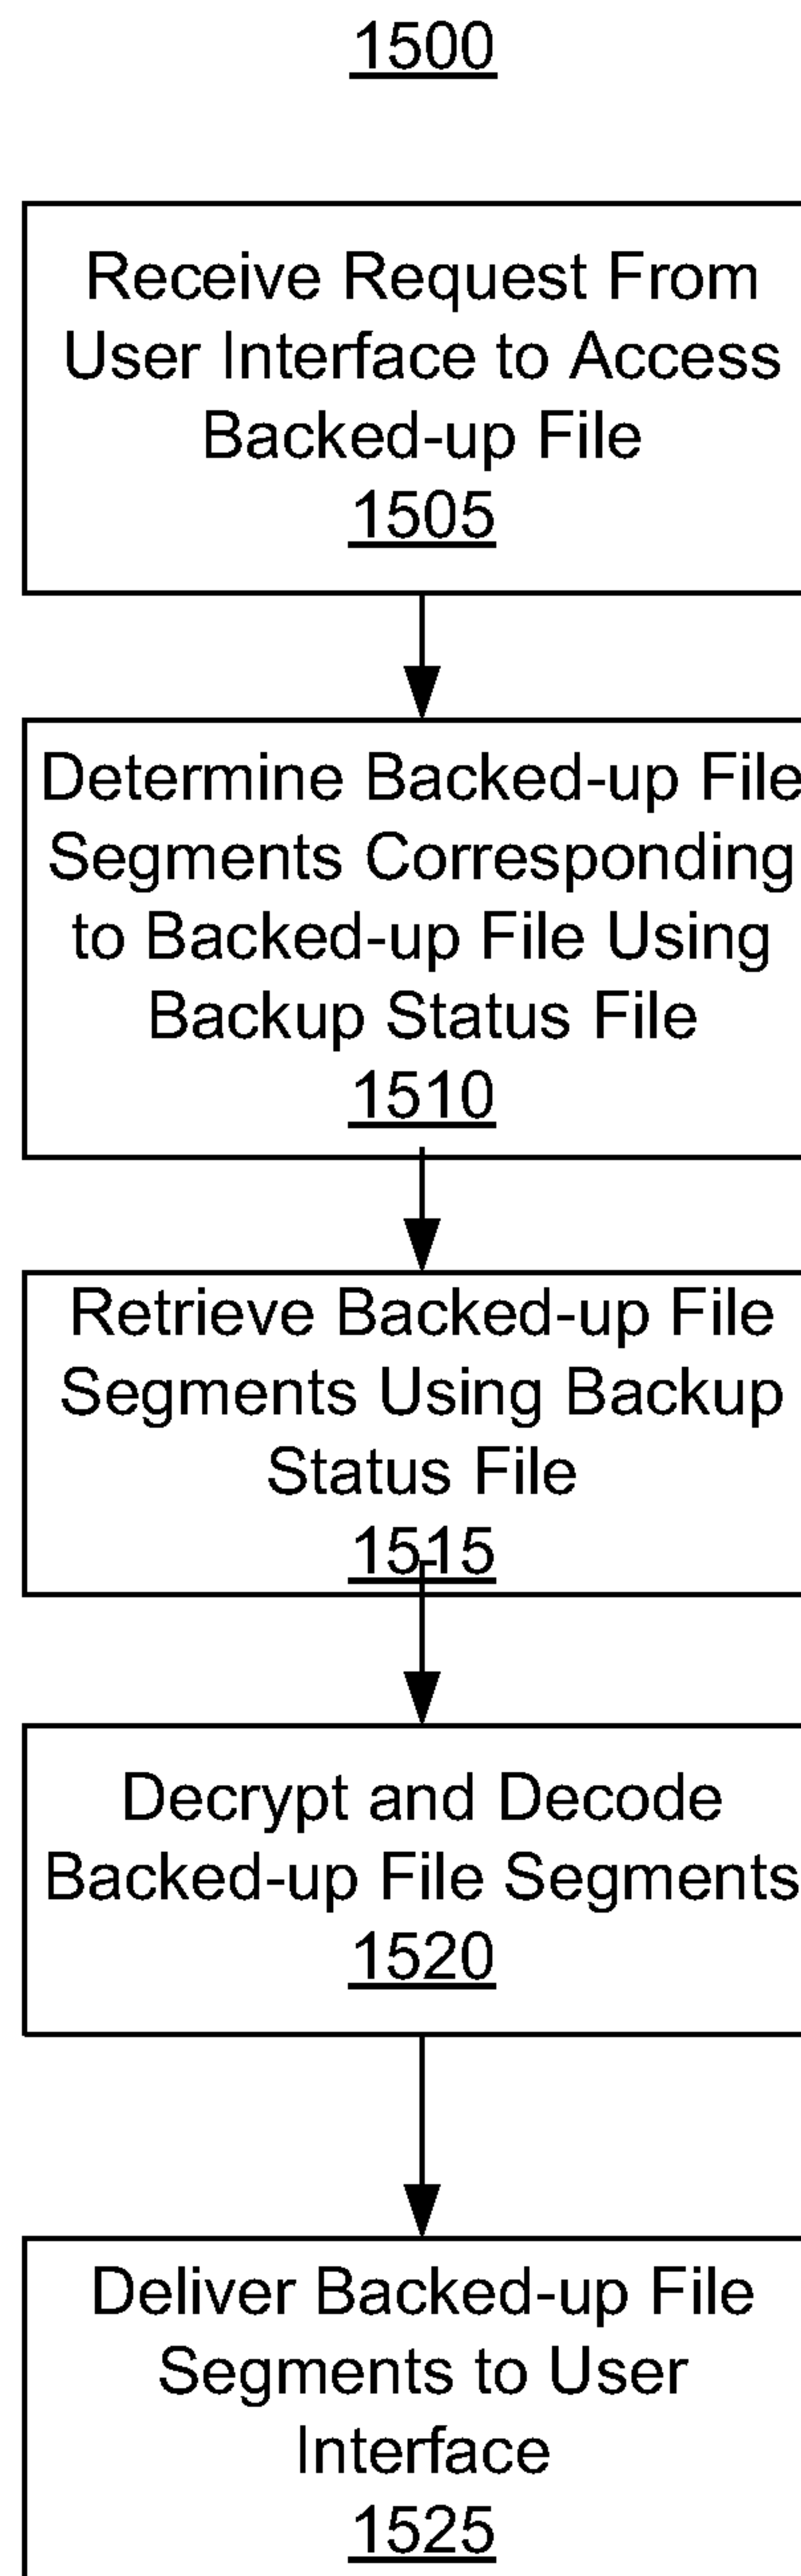 1500
Receive Request From
User Interface to Access
Backed-up File
1505
Determine Backed-up File
Segments Corresponding
to Backed-up File Using
Backup Status File
1510
Retrieve Backed-up File
Segments Using Backup
Status File
1515
Decrypt and Decode
Backed-up File Segments
1520
Deliver Backed-up File
Segments to User
Interface
1525